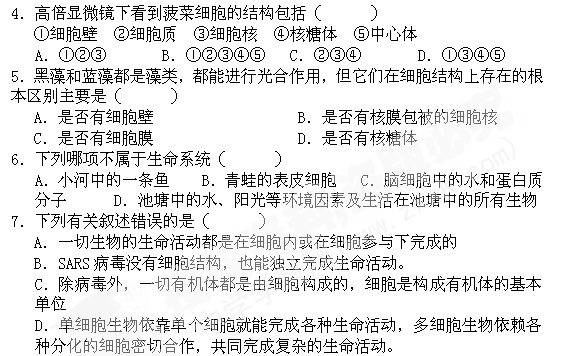 4. 高倍显微镜下看到菠菜细胞的结构包括（ ）
①细胞壁 ②细胞质 ③细胞核 ④核糖体 ⑤中心体
A. ①②③ B. ①②③④⑤ C. ②③④ D. ①③④⑤
5. 黑藻和蓝藻都是藻类，都能进行光合作用，但它们在细胞结构上存在的根
本区别主要是（ ）
A. 是否有细胞壁 B. 是否有核膜包被的细胞核
C. 是否有细胞膜 D. 是否有核糖体
6. 下列哪项不属于生命系统（ ）
A. 小河中的一条鱼 B. 青蛙的表皮细胞 C. 脑细胞中的水和蛋白质
分子 D. 池塘中的水、阳光等环境因素及生活在池塘中的所有生物
7. 下列有关叙述错误的是（ ）
A. 一切生物的生命活动都是在细胞内或在细胞参与下完成的
B. SARS 病毒没有细胞结构，也能独立完成生命活动。
C. 除病毒外，一切有机体都是由细胞构成的，细胞是构成有机体的基本
单位
D. 单细胞生物依靠单个细胞就能完成各种生命活动，多细胞生物依赖各
种分化的细胞密切合作，共同完成复杂的生命活动。